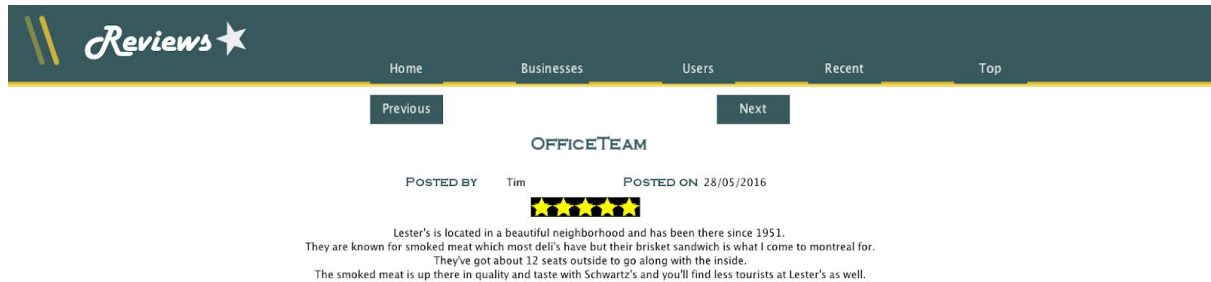 Reviews
Home Businesses Users Recent Top
Previous Next
OfficeTeam
Posted by Tim Posted on 28/05/2016
Lester's is located in a beautiful neighborhood and has been there since 1951.
They are known for smoked meat which most deli's have but their brisket sandwich is what I come to montreal for.
They've got about 12 seats outside to go along with the inside.
The smoked meat is up there in quality and taste with Schwartz's and you'll find less tourists at Lester's as well.